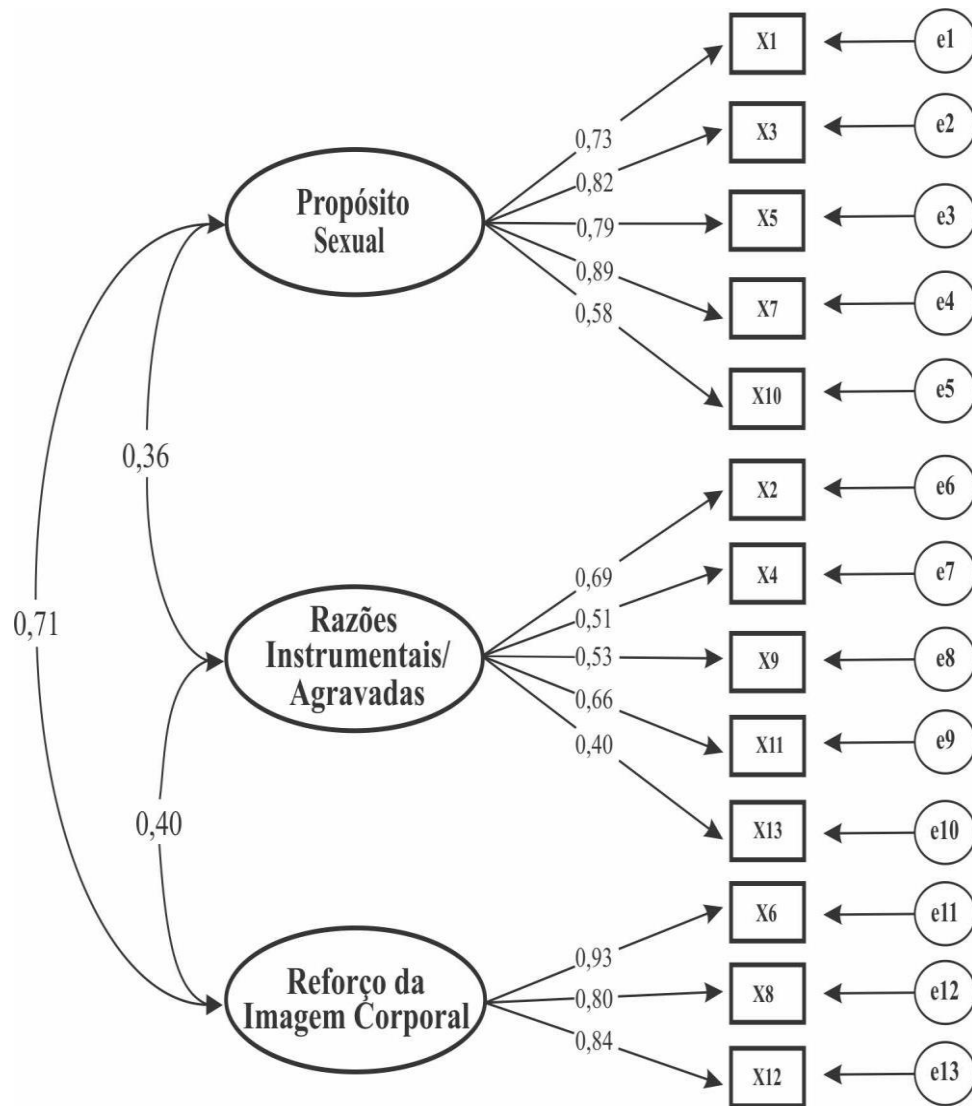 X1
e1
X3
e2
0,73
0,82
Propósito
Sexual
0,79
X5
e3
0,89
0,58
X7
e4
X10
e5
0,36
X2
e6
0,69
X4
e7
0,51
0,71
Razões
Instrumentais/
Agravadas
0,53
X9
e8
0,66
0,40
X11
e9
0,40
X13
e10
X6
e11
0,93
Reforço da
Imagem Corporal
0,80
X8
e12
0,84
X12
e13